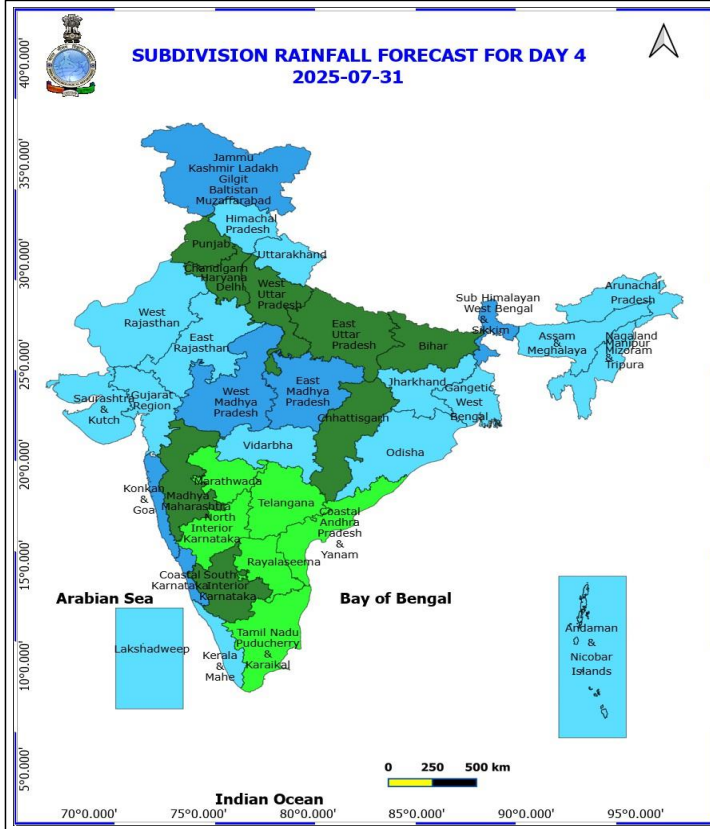 SUBDIVISION RAINFALL FORECAST FOR DAY 4
2025-07-31
40°0.000'
35°0.000'
30°0.000'
25°0.000'
20°0.000'
15°0.000'
10°0.000'
5°0.000'
Jammu
Kashmir Ladakh
Gilgit
Baltistan
Muzaffarabad
Himachal
Pradesh
Punjab
Uttarakhand
Chandigarh
Haryana
Delhi
West
Uttar
Pradesh
Arunachal
Pradesh
West
Rajasthan
Sub Himalayan
West Bengal
&
Sikkim
East
Rajasthan
East
Uttar
Pradesh
Bihar
Assam
&
Meghalaya
Nagaland
Manipur
Mizoram
&
Tripura
Saurashtra
&
Kutch
Gujarat
Region
West
Madhya
Pradesh
East
Madhya
Pradesh
Jharkhand
Gangetic
West
Bengal
Chhattisgarh
Vidarbha
Odisha
Konkan
&
Goa
Madhya
Maharashtra
Marathwada
Telangana
North
Interior
Karnataka
Coastal
Andhra
Pradesh
&
Yanam
Rayalaseema
Coastal
Karnataka
South
Interior
Karnataka
Arabian Sea
Bay of Bengal
Lakshadweep
Kerala
&
Mahe
Tamil Nadu
Puducherry
&
Karaikal
Andaman
&
Nicobar
Islands
0 250 500 km
Indian Ocean
70°0.000' 75°0.000' 80°0.000' 85°0.000' 90°0.000' 95°0.000'